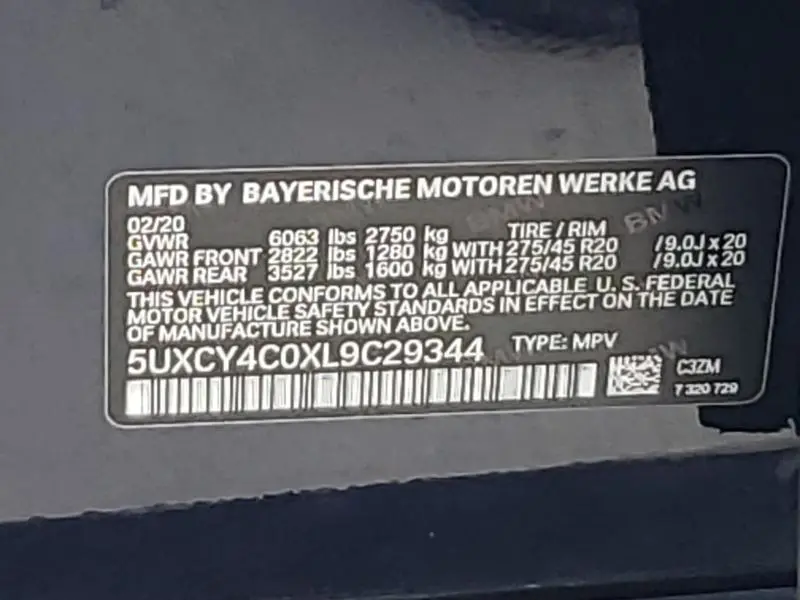 MFD BY BAYERISCHE MOTOREN WERKE AG
02/20
TIRE / RIM
GVWR 6063 lbs 2750 kg
GAWR FRONT 2822 lbs 1280 kg WITH 275/45 R20 /9.0J x 20
GAWR REAR 3527 lbs 1600 kg WITH 275/45 R20 /9.0J x 20
THIS VEHICLE CONFORMS TO ALL APPLICABLE U. S. FEDERAL
MOTOR VEHICLE SAFETY STANDARDS IN EFFECT ON THE DATE
OF MANUFACTURE SHOWN ABOVE.
5UXCY4C0XL9C29344 TYPE: MPV
C3ZM
7 320 729
BMW
BMW